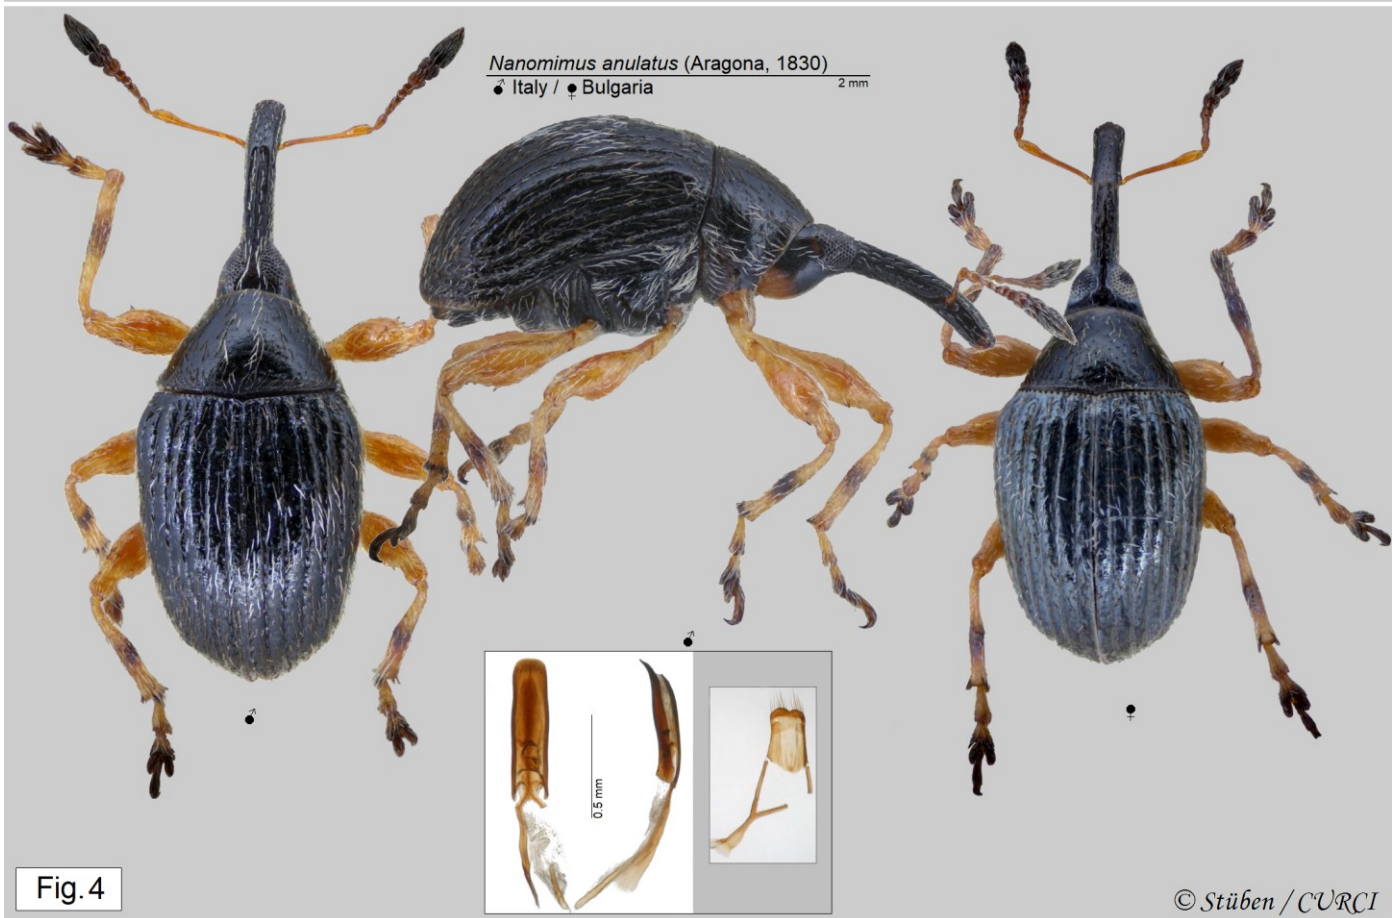 Nanomimus anulatus (Aragona, 1830)
♂ Italy / ♀ Bulgaria
2 mm
♂
♂
♀
0.5 mm
Fig. 4
© Stüben / CURCI